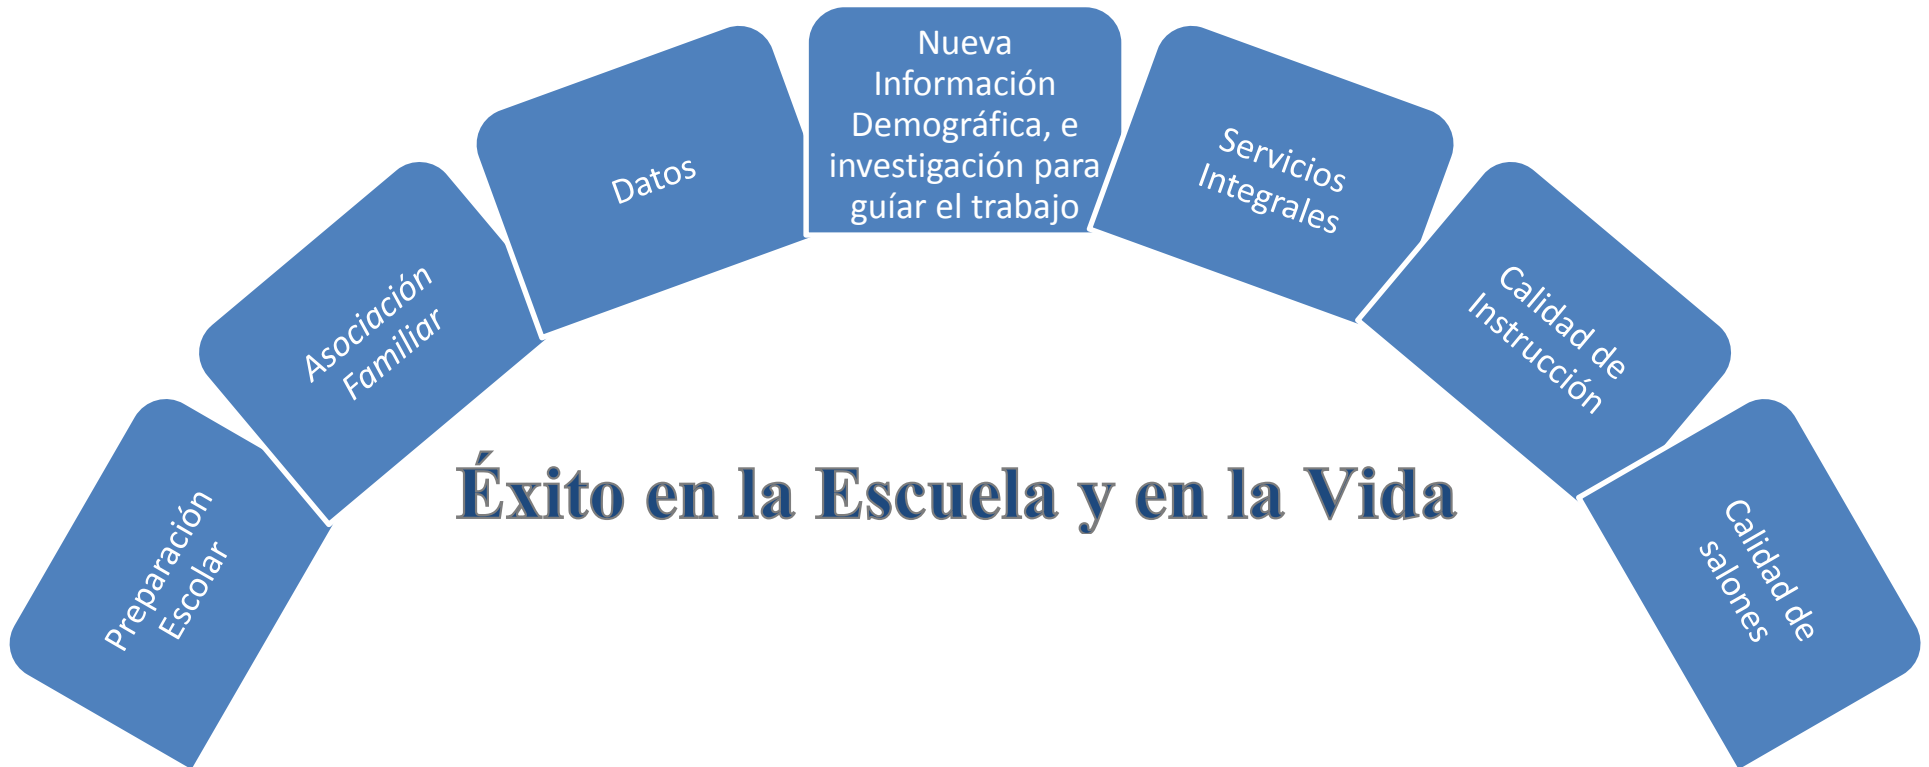 Preparación
Escolar
Asociación
Familiar
Datos
Nueva
Información
Demográfica, e
investigación para
guíar el trabajo
Servicios
Integrales
Calidad de
Instrucción
Calidad de
salones
Éxito en la Escuela y en la Vida